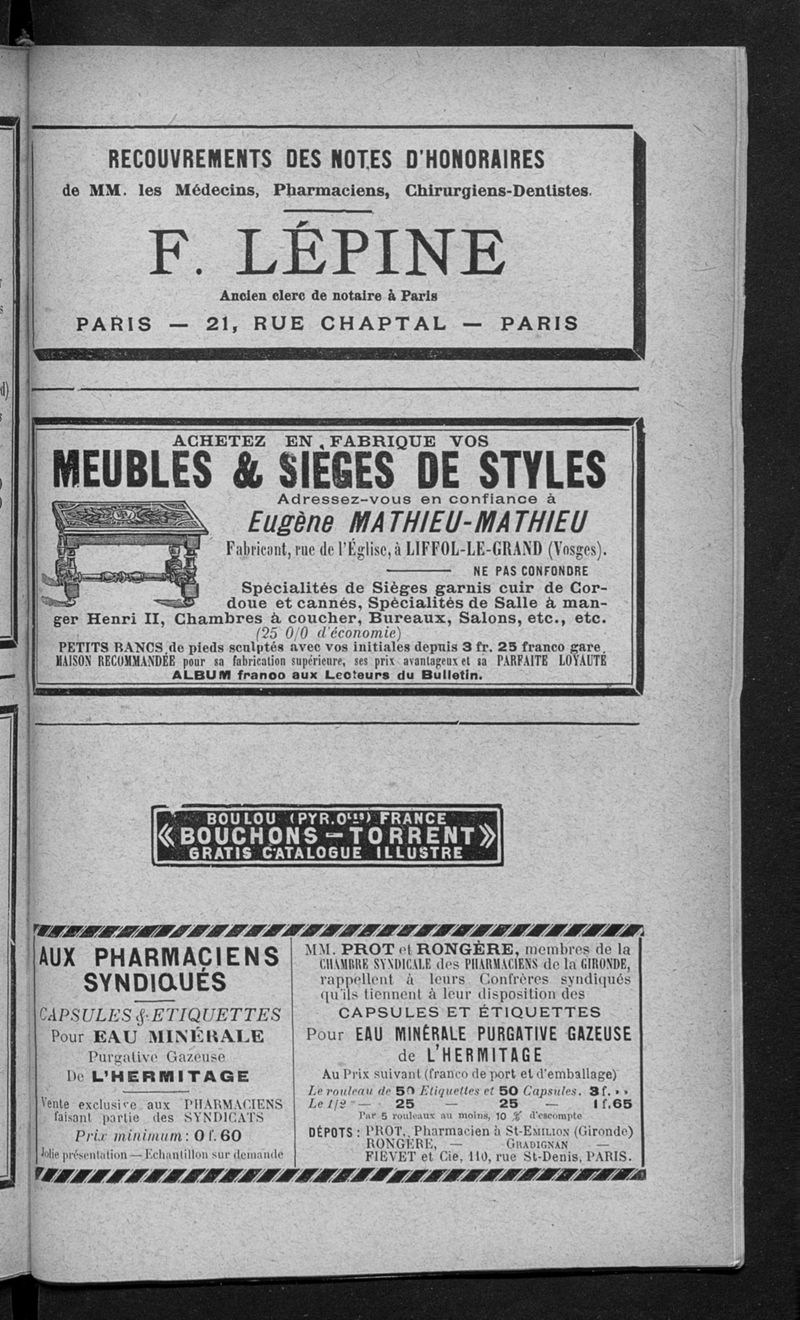 RECOUVREMENTS DES NOTES D'HONORAIRES
de MM. les Médecins, Pharmaciens, Chirurgiens-Dentistes.
F. LÉPINE
Ancien clerc de notaire à Paris
PARIS — 21, RUE CHAPTAL — PARIS
ACHETEZ EN FABRIQUE VOS
MEUBLES & SIÈGES DE STYLES
Adressez-vous en confiance à
Eugène MATHIEU-MATHIEU
Fabricant, rue de l'Église, à LIFFOL-LE-GRAND (Vosges).
NE PAS CONFONDRE
Spécialités de Sièges garnis cuir de Cor-
doue et cannés, Spécialités de Salle à man-
ger Henri II, Chambres à coucher, Bureaux, Salons, etc., etc.
(25 0/0 d'économie)
PETITS BANCS de pieds sculptés avec vos initiales depuis 3 fr. 25 franco gare.
MAISON RECOMMANDÉE pour sa fabrication supérieure, ses prix avantageux et sa PARFAITE LOYAUTÉ
ALBUM franco aux Lecteurs du Bulletin.
BOULOU (PYR. Oles) FRANCE
« BOUCHONS - TORRENT »
GRATIS CATALOGUE ILLUSTRE
AUX PHARMACIENS
SYNDIQUÉS
CAPSULES & ETIQUETTES
Pour EAU MINÉRALE
Purgative Gazeuse
De L'HERMITAGE
Vente exclusive aux PHARMACIENS
faisant partie des SYNDICATS
Prix minimum : 0 f. 60
Jolie présentation — Echantillon sur demande
MM. PROT et RONGÈRE, membres de la
CHAMBRE SYNDICALE des PHARMACIENS de la GIRONDE,
rappellent à leurs Confrères syndiqués
qu'ils tiennent à leur disposition des
CAPSULES ET ÉTIQUETTES
Pour EAU MINÉRALE PURGATIVE GAZEUSE
de L'HERMITAGE
Au Prix suivant (franco de port et d'emballage)
Le rouleau de 50 Etiquettes et 50 Capsules. 3 f. » »
Le 1/2 — 25 — 25 — 1 f. 65
Par 5 rouleaux au moins, 10 % d'escompte
DÉPOTS : PROT, Pharmacien à St-EMILION (Gironde)
RONGÈRE, — GRADIGNAN —
FIEVET et Cie, 110, rue St-Denis, PARIS.